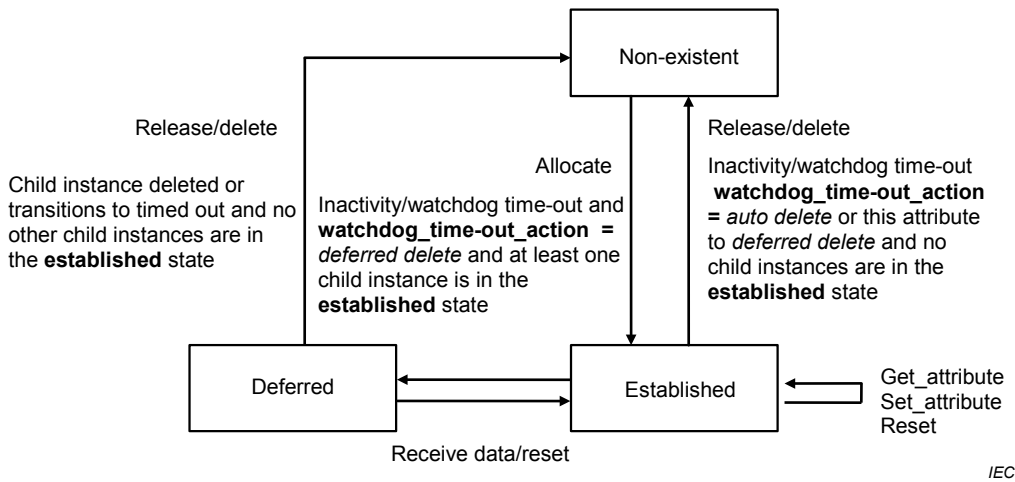 Non-existent
Release/delete
Child instance deleted or
transitions to timed out and no
other child instances are in
the established state
Allocate
Inactivity/watchdog time-out and
watchdog_time-out_action =
deferred delete and at least one
child instance is in the
established state
Release/delete
Inactivity/watchdog time-out
watchdog_time-out_action
= auto delete or this attribute
to deferred delete and no
child instances are in the
established state
Deferred
Established
Get_attribute
Set_attribute
Reset
Receive data/reset
IEC